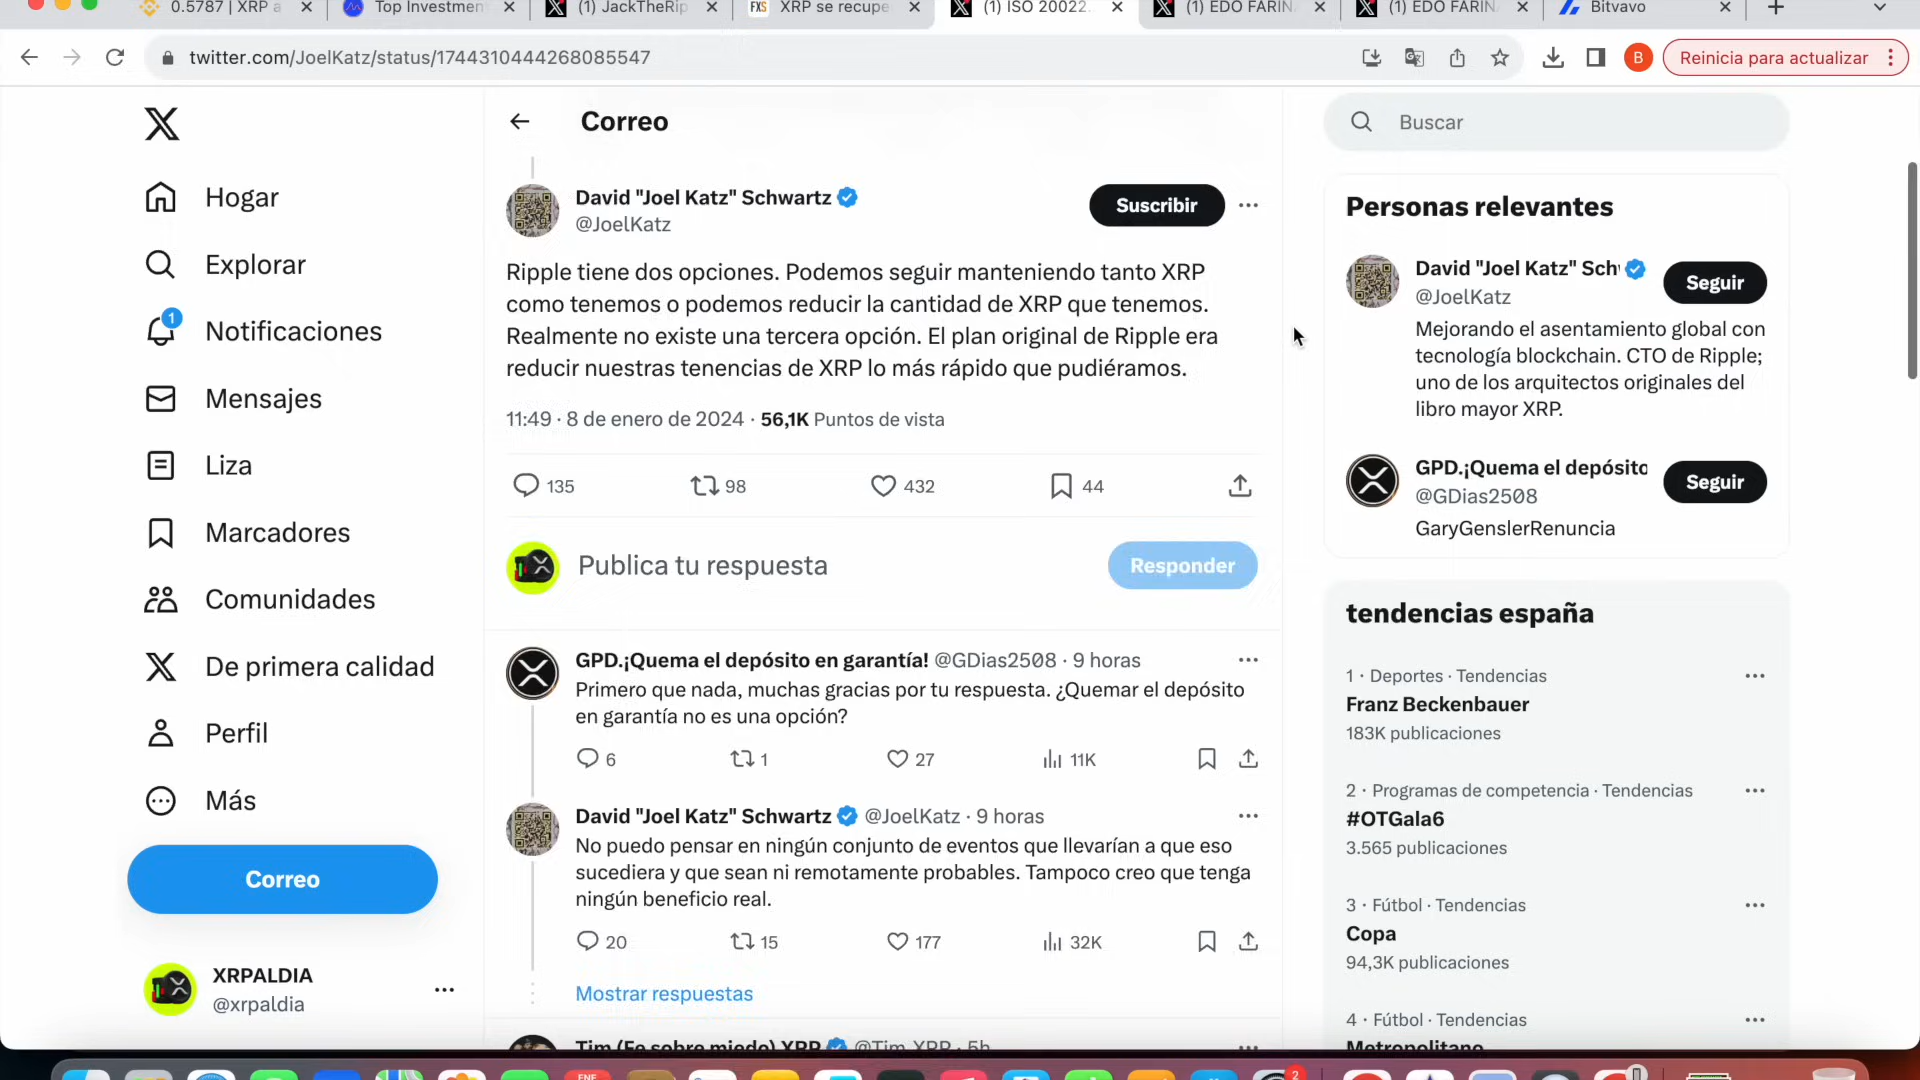 0.5787 | XRP a
Top Investmen
(1) JackTheRip
FXS
XRP se recupe
(1) ISO 20022
(1) EDO FARIN
(1) EDO FARIN
Bitvavo
twitter.com/JoelKatz/status/1744310444268085547
B
Reinicia para actualizar
Hogar
Explorar
1
Notificaciones
Mensajes
Liza
Marcadores
Comunidades
De primera calidad
Perfil
Más
Correo
XRPALDIA
@xrpaldia
Correo
David "Joel Katz" Schwartz
@JoelKatz
Suscribir
Ripple tiene dos opciones. Podemos seguir manteniendo tanto XRP
como tenemos o podemos reducir la cantidad de XRP que tenemos.
Realmente no existe una tercera opción. El plan original de Ripple era
reducir nuestras tenencias de XRP lo más rápido que pudiéramos.
11:49 · 8 de enero de 2024 · 56,1K Puntos de vista
135 98 432 44
Publica tu respuesta
Responder
GPD.¡Quema el depósito en garantía! @GDias2508 · 9 horas
Primero que nada, muchas gracias por tu respuesta. ¿Quemar el depósito
en garantía no es una opción?
6 1 27 11K
David "Joel Katz" Schwartz @JoelKatz · 9 horas
No puedo pensar en ningún conjunto de eventos que llevarían a que eso
sucediera y que sean ni remotamente probables. Tampoco creo que tenga
ningún beneficio real.
20 15 177 32K
Mostrar respuestas
Tim (Fe sobre miedo) XRP @Tim_XRP · 5h
Buscar
Personas relevantes
David "Joel Katz" Sch
@JoelKatz
Seguir
Mejorando el asentamiento global con
tecnología blockchain. CTO de Ripple;
uno de los arquitectos originales del
libro mayor XRP.
GPD.¡Quema el depósito
@GDias2508
Seguir
GaryGenslerRenuncia
tendencias españa
1 · Deportes · Tendencias
Franz Beckenbauer
183K publicaciones
2 · Programas de competencia · Tendencias
#OTGala6
3.565 publicaciones
3 · Fútbol · Tendencias
Copa
94,3K publicaciones
4 · Fútbol · Tendencias
Metropolitano
ENE
2